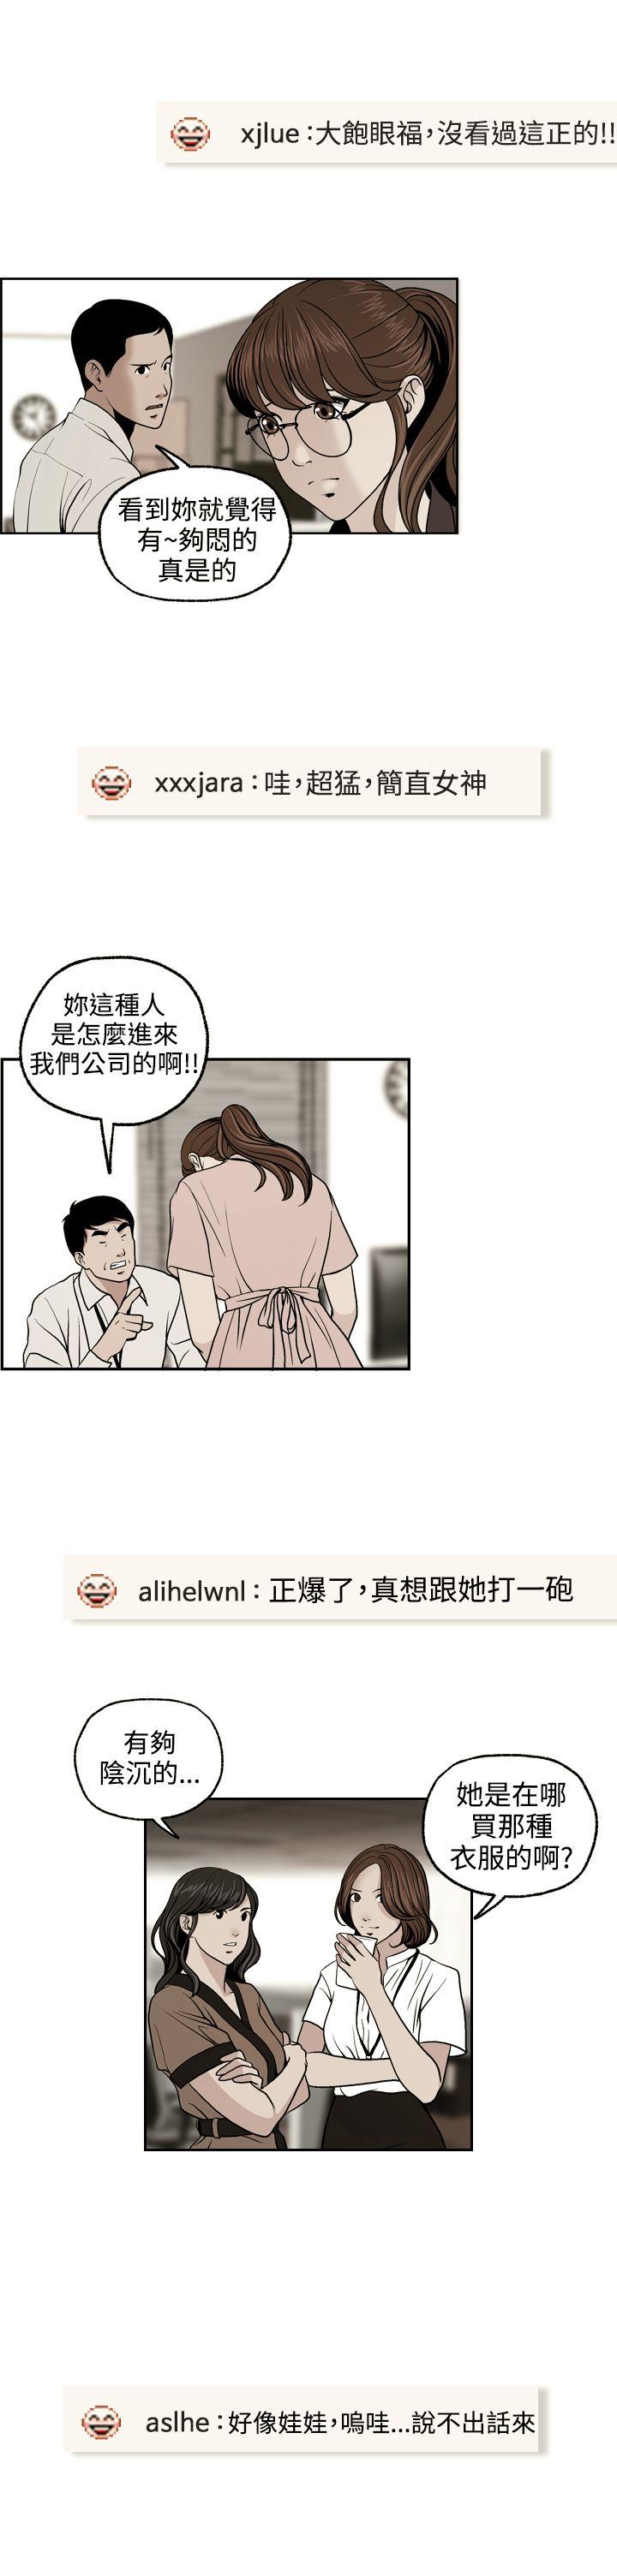 xjlue：大飽眼福，沒看過這正的!!
看到妳就覺得
有~夠悶的
真是的
xxxjara：哇，超猛，簡直女神
妳這種人
是怎麼進來
我們公司的啊!!
alihelwnl：正爆了，真想跟她打一砲
有夠
陰沉的...
她是在哪
買那種
衣服的啊?
aslhe：好像娃娃，嗚哇...說不出話來